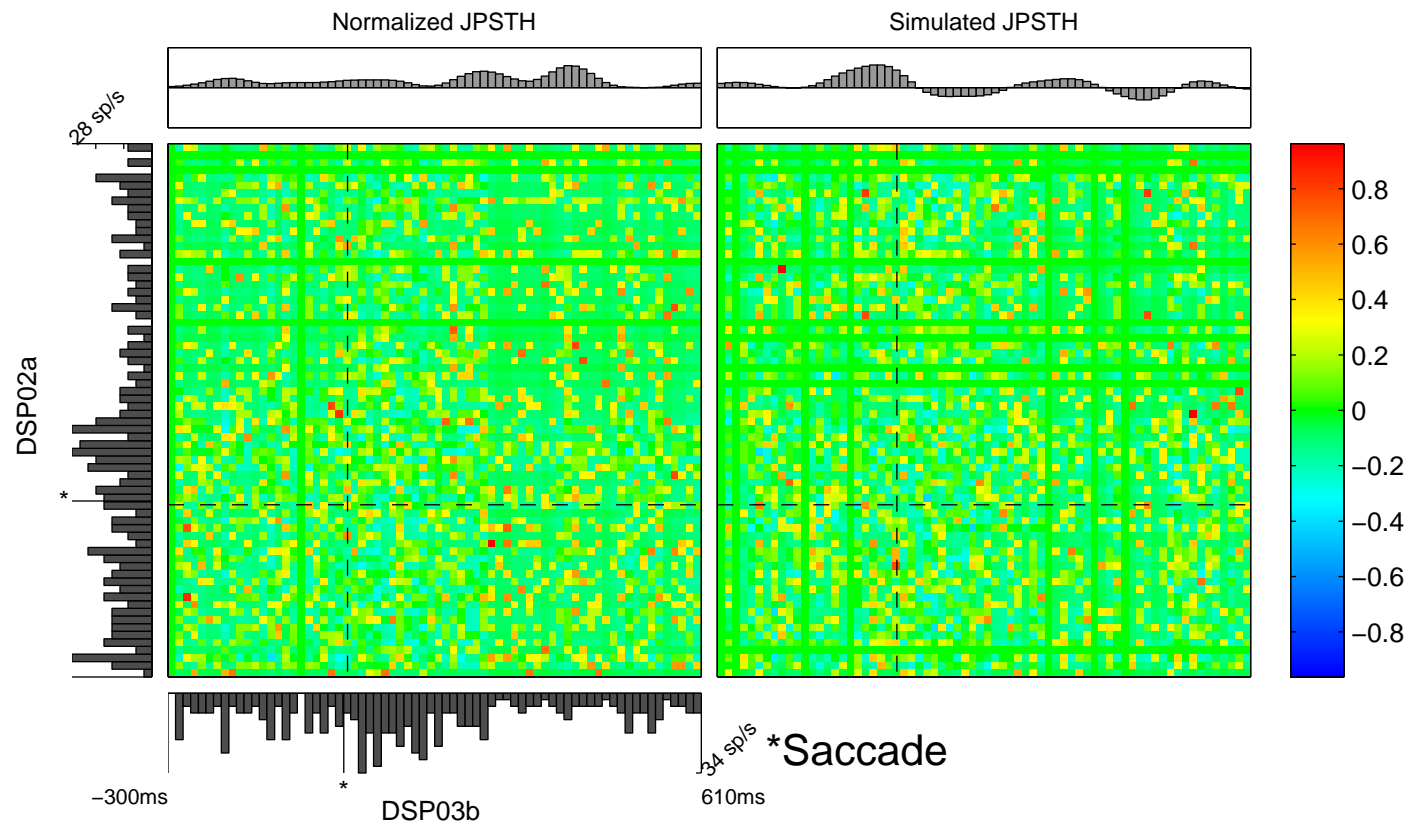 Normalized JPSTH
Simulated JPSTH
28 sp/s
DSP02a
*
0.8
0.6
0.4
0.2
0
−0.2
−0.4
−0.6
−0.8
34 sp/s
*Saccade
*
−300ms
610ms
DSP03b